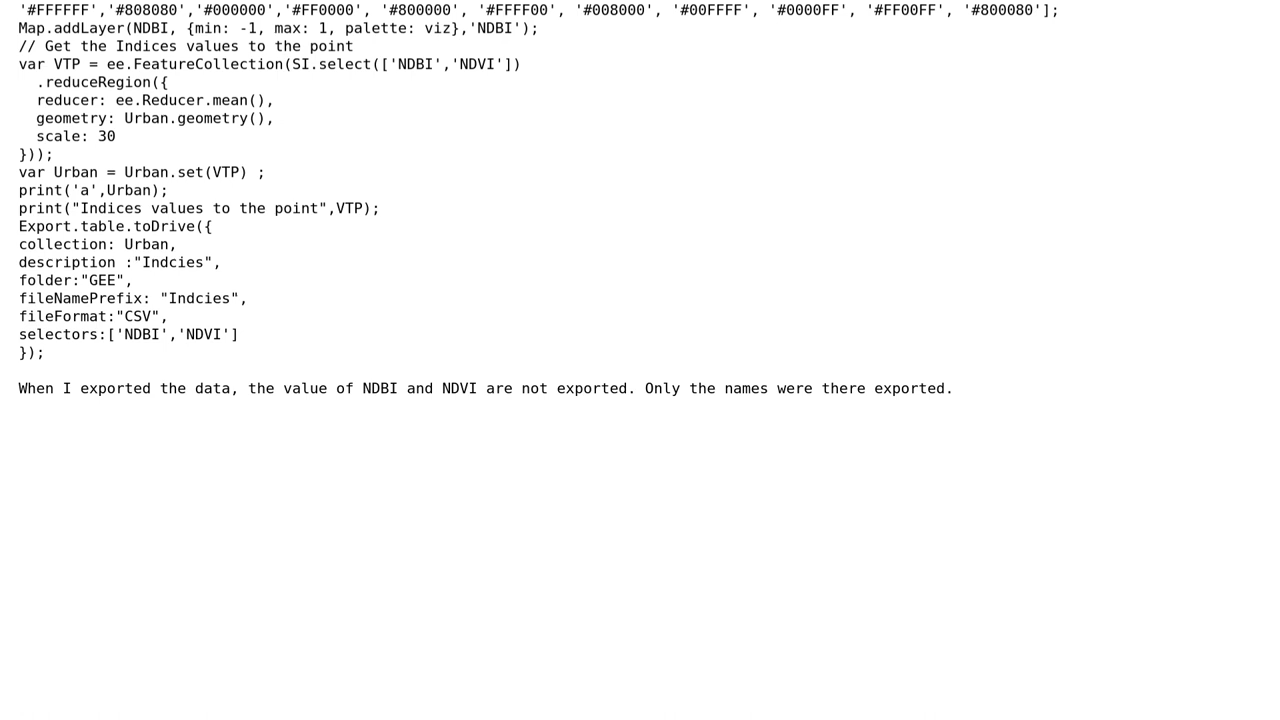 '#FFFFFF','#808080','#000000','#FF0000', '#800000', '#FFFF00', '#008000', '#00FFFF', '#0000FF', '#FF00FF', '#800080'];
Map.addLayer(NDBI, {min: -1, max: 1, palette: viz},'NDBI');
// Get the Indices values to the point
var VTP = ee.FeatureCollection(SI.select(['NDBI','NDVI'])
  .reduceRegion({
  reducer: ee.Reducer.mean(),
  geometry: Urban.geometry(),
  scale: 30
}));
var Urban = Urban.set(VTP) ;
print('a',Urban);
print("Indices values to the point",VTP);
Export.table.toDrive({
collection: Urban,
description :"Indcies",
folder:"GEE",
fileNamePrefix: "Indcies",
fileFormat:"CSV",
selectors:['NDBI','NDVI']
});
When I exported the data, the value of NDBI and NDVI are not exported. Only the names were there exported.